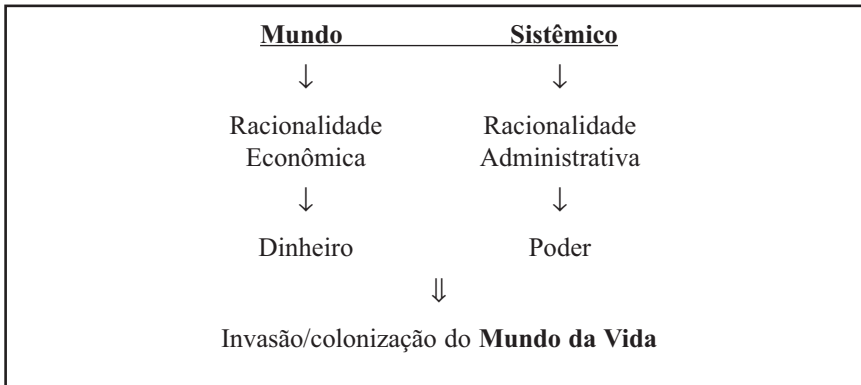 Mundo Sistêmico
↓ ↓
Racionalidade Racionalidade
Econômica Administrativa
↓ ↓
Dinheiro Poder
⇓
Invasão/colonização do Mundo da Vida